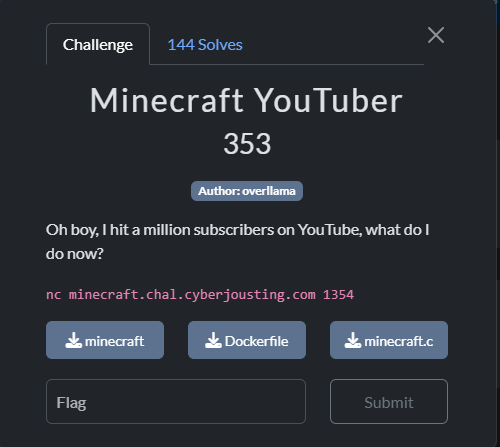 Challenge
144 Solves
Minecraft YouTuber
353
Author: overllama
Oh boy, I hit a million subscribers on YouTube, what do I
do now?
nc minecraft.chal.cyberjousting.com 1354
minecraft
Dockerfile
minecraft.c
Flag
Submit